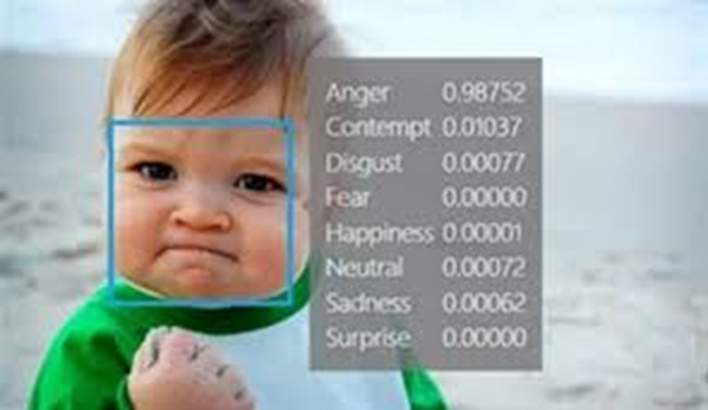 Anger 0.98752
Contempt 0.01037
Disgust 0.00077
Fear 0.00000
Happiness 0.00001
Neutral 0.00072
Sadness 0.00062
Surprise 0.00000